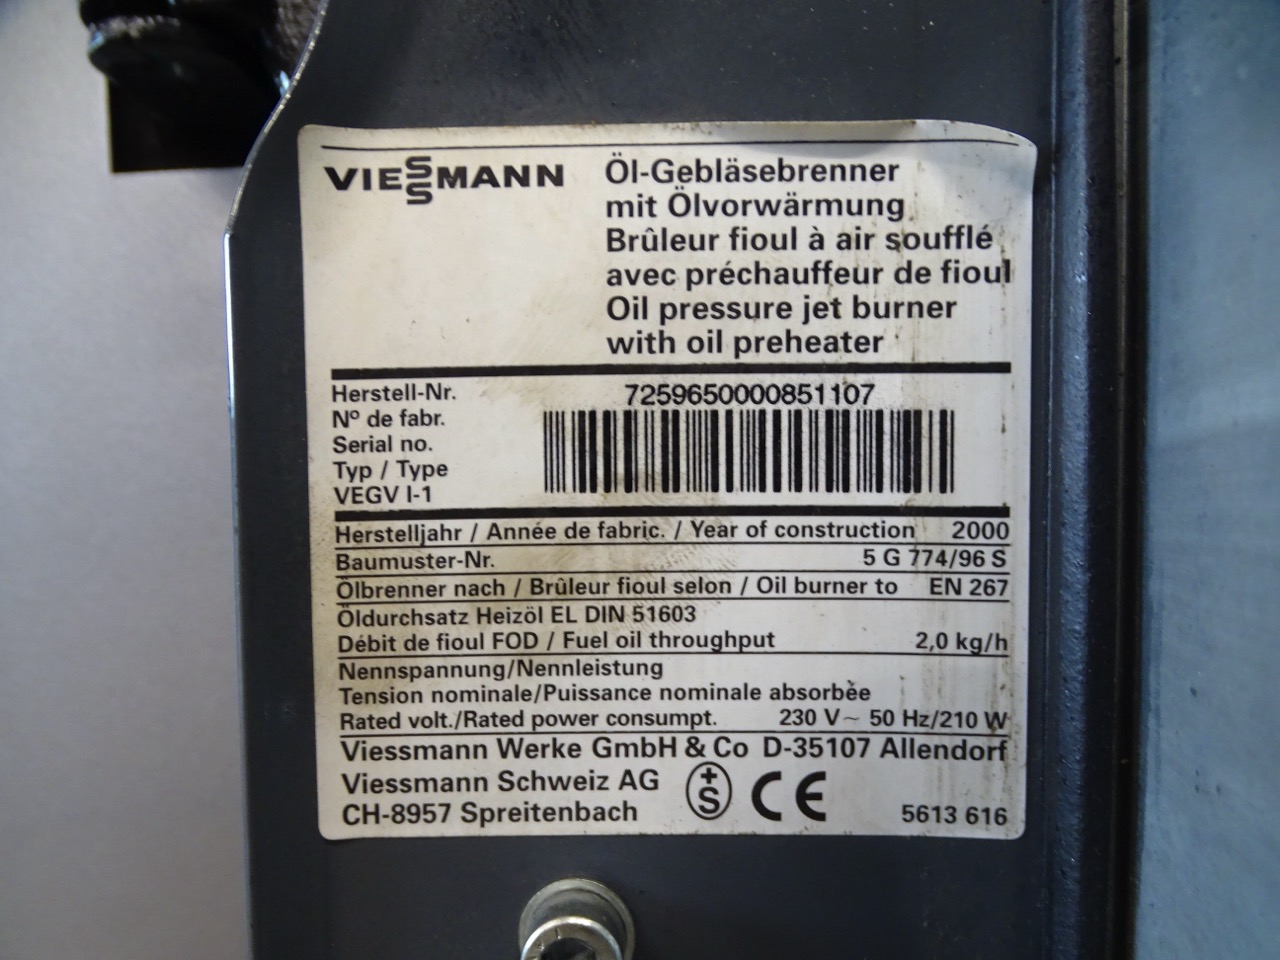 VIESSMANN
Öl-Gebläsebrenner
mit Ölvorwärmung
Brûleur fioul à air soufflé
avec préchauffeur de fioul
Oil pressure jet burner
with oil preheater
Herstell-Nr. 7259650000851107
Nº de fabr.
Serial no.
Typ / Type
VEGV I-1
Herstelljahr / Année de fabric. / Year of construction 2000
Baumuster-Nr. 5 G 774/96 S
Ölbrenner nach / Brûleur fioul selon / Oil burner to EN 267
Öldurchsatz Heizöl EL DIN 51603
Débit de fioul FOD / Fuel oil throughput 2,0 kg/h
Nennspannung/Nennleistung
Tension nominale/Puissance nominale absorbèe
Rated volt./Rated power consumpt. 230 V~ 50 Hz/210 W
Viessmann Werke GmbH & Co D-35107 Allendorf
Viessmann Schweiz AG
CH-8957 Spreitenbach
+S CE 5613 616